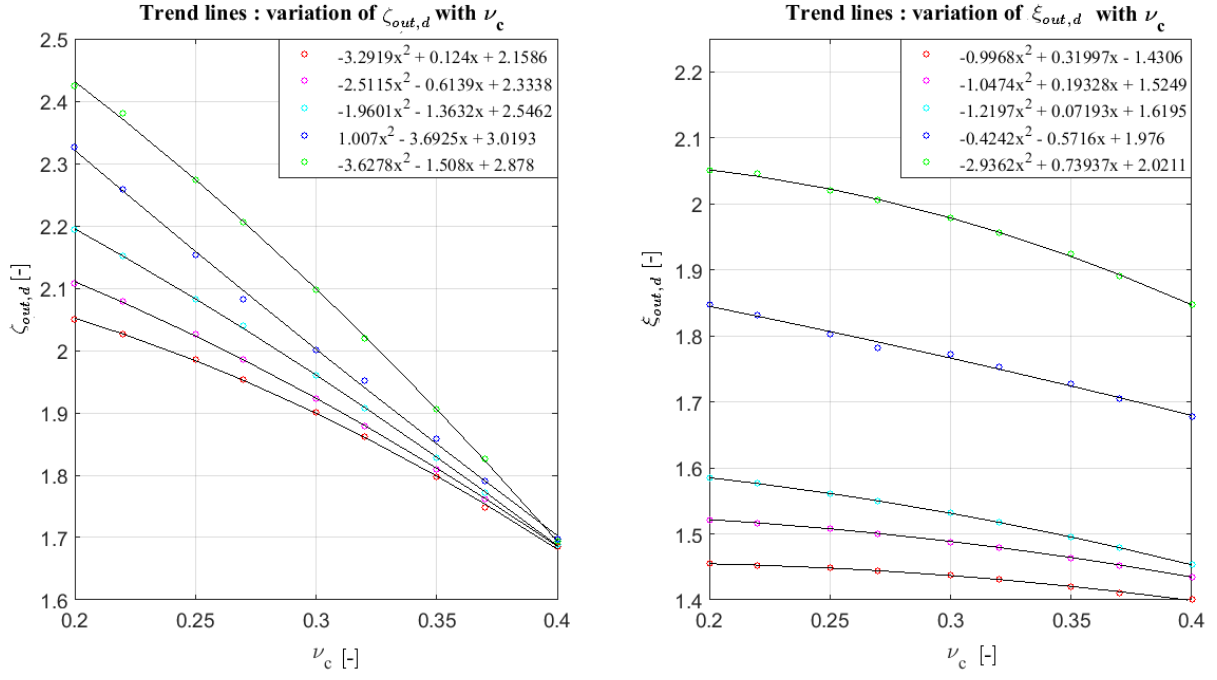 Trend lines : variation of ζout,d with νc
2.5
2.4
2.3
2.2
2.1
2
1.9
1.8
1.7
1.6
ζout,d [-]
-3.2919x² + 0.124x + 2.1586
-2.5115x² - 0.6139x + 2.3338
-1.9601x² - 1.3632x + 2.5462
1.007x² - 3.6925x + 3.0193
-3.6278x² - 1.508x + 2.878
0.2 0.25 0.3 0.35 0.4
νc [-]
Trend lines : variation of ξout,d with νc
2.2
2.1
2
1.9
1.8
1.7
1.6
1.5
1.4
ξout,d [-]
-0.9968x² + 0.31997x - 1.4306
-1.0474x² + 0.19328x + 1.5249
-1.2197x² + 0.07193x + 1.6195
-0.4242x² - 0.5716x + 1.976
-2.9362x² + 0.73937x + 2.0211
0.2 0.25 0.3 0.35 0.4
νc [-]